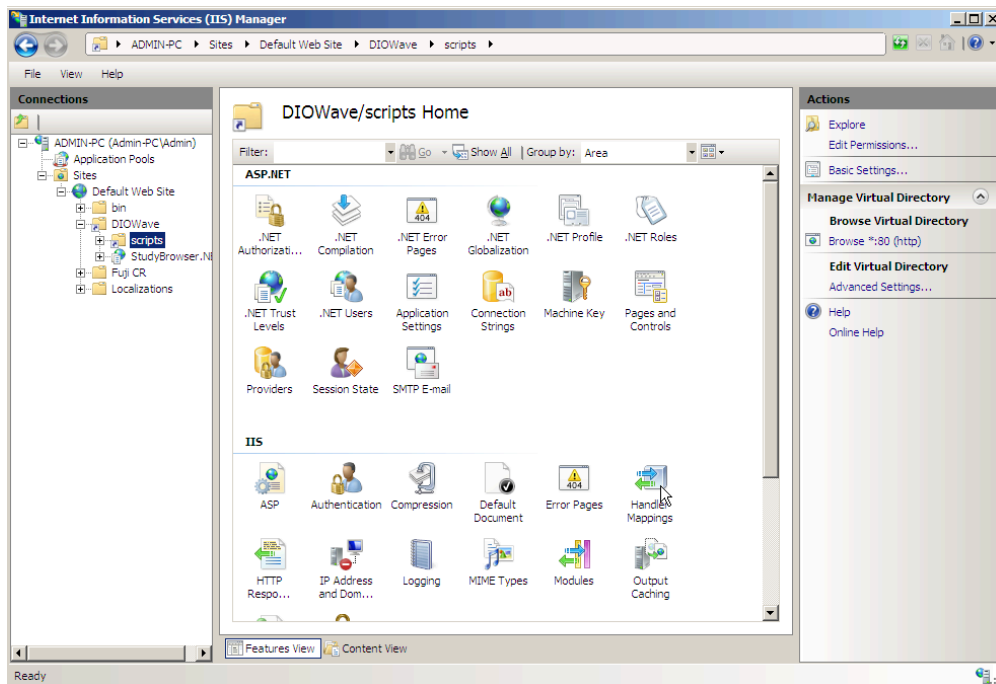 Internet Information Services (IIS) Manager
ADMIN-PC Sites Default Web Site DIOWave scripts
File View Help
Connections
ADMIN-PC (Admin-PC\Admin)
Application Pools
Sites
Default Web Site
bin
DIOWave
scripts
StudyBrowser.NE
Fuji CR
Localizations
DIOWave/scripts Home
Filter: Go Show All Group by: Area
ASP.NET
.NET Authorizati...
.NET Compilation
.NET Error Pages
.NET Globalization
.NET Profile
.NET Roles
.NET Trust Levels
.NET Users
Application Settings
Connection Strings
Machine Key
Pages and Controls
Providers
Session State
SMTP E-mail
IIS
ASP
Authentication
Compression
Default Document
Error Pages
Handler Mappings
HTTP Respo...
IP Address and Dom...
Logging
MIME Types
Modules
Output Caching
Features View Content View
Actions
Explore
Edit Permissions...
Basic Settings...
Manage Virtual Directory
Browse Virtual Directory
Browse *:80 (http)
Edit Virtual Directory
Advanced Settings...
Help
Online Help
Ready